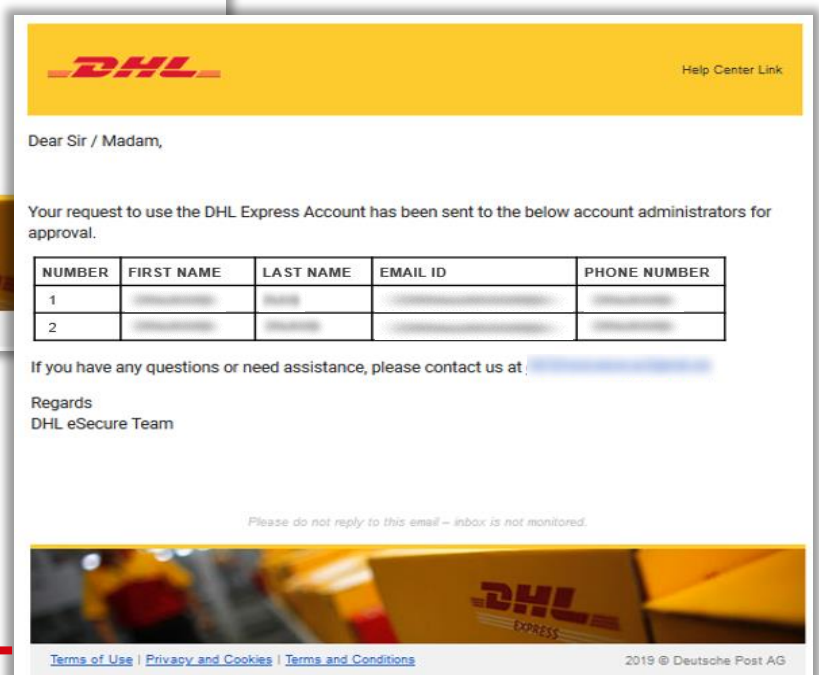 DHL
Help Center Link
Dear Sir / Madam,
Your request to use the DHL Express Account has been sent to the below account administrators for
approval.
NUMBER FIRST NAME LAST NAME EMAIL ID PHONE NUMBER
1
2
If you have any questions or need assistance, please contact us at
Regards
DHL eSecure Team
Please do not reply to this email – inbox is not monitored.
DHL
EXPRESS
Terms of Use | Privacy and Cookies | Terms and Conditions 2019 © Deutsche Post AG